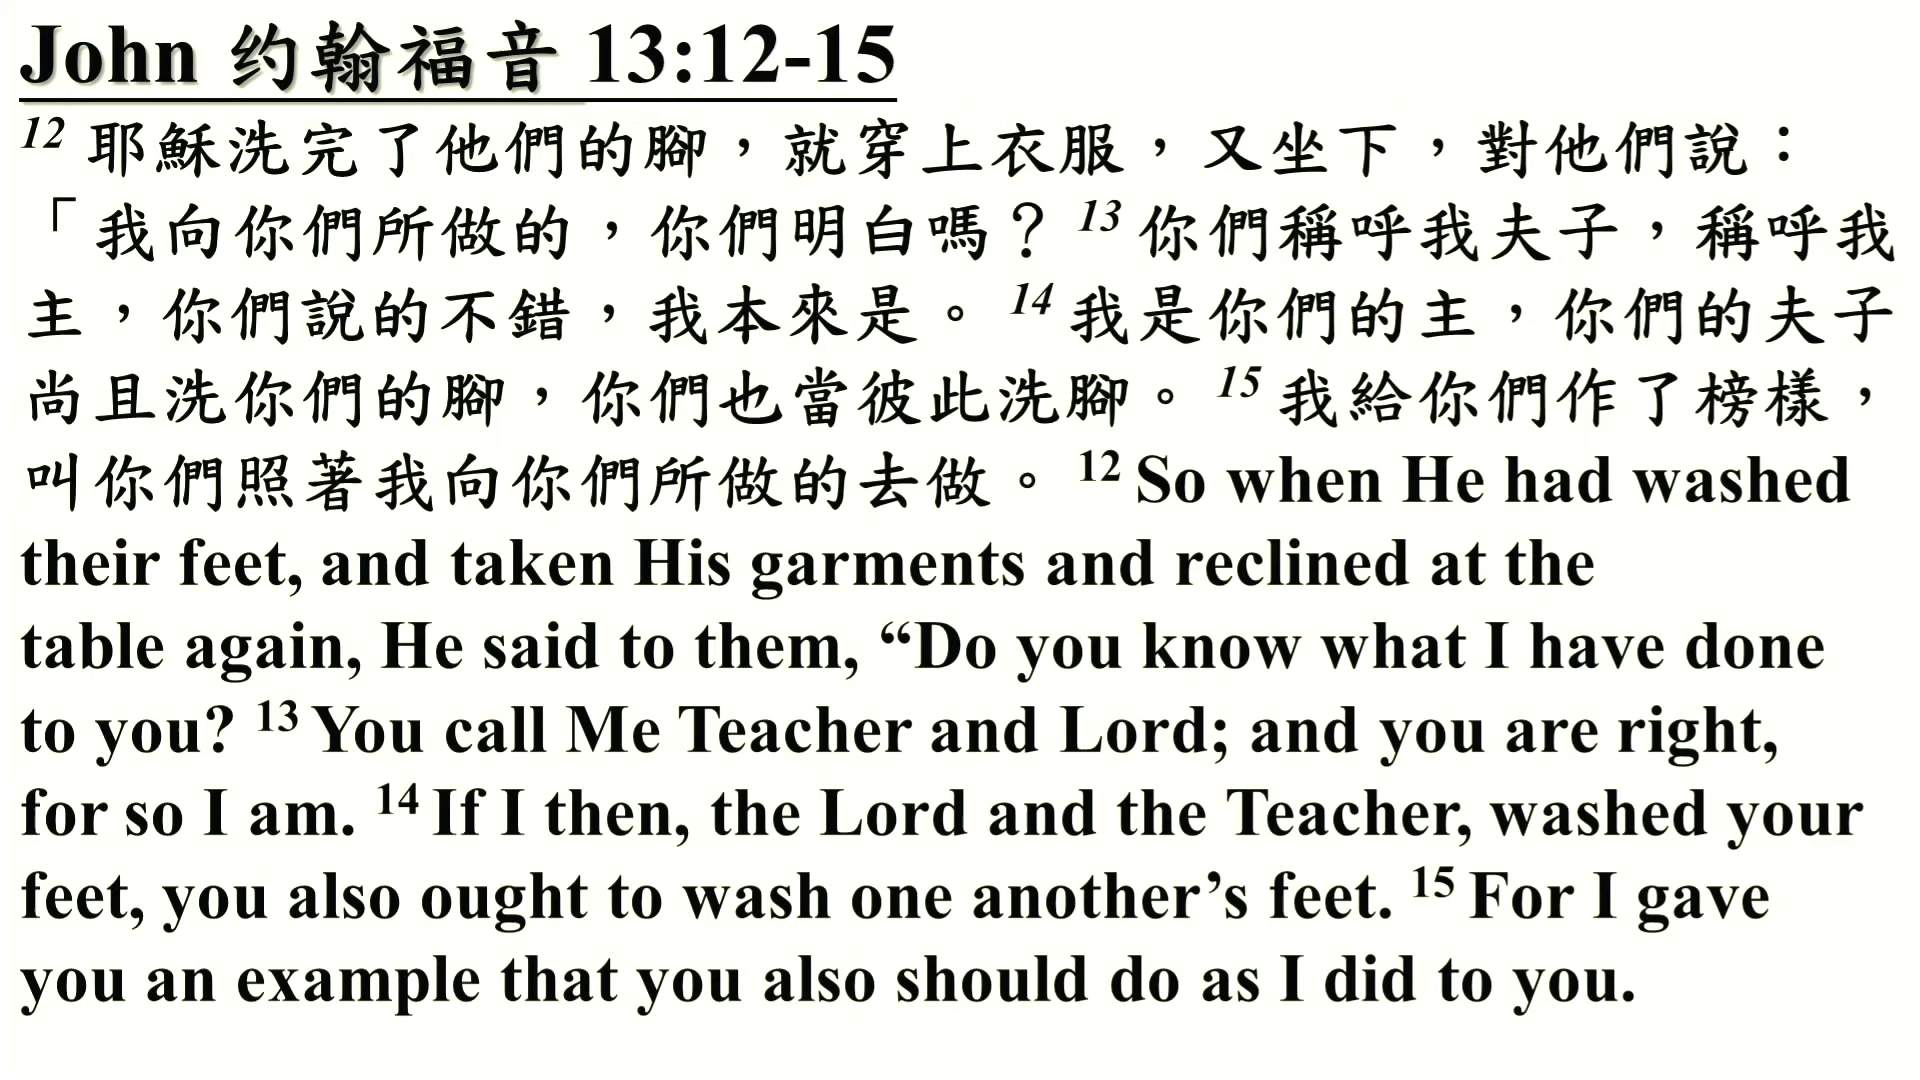 John 约翰福音 13:12-15
12 耶穌洗完了他們的腳，就穿上衣服，又坐下，對他們說：
「我向你們所做的，你們明白嗎？ 13 你們稱呼我夫子，稱呼我
主，你們說的不錯，我本來是。 14 我是你們的主，你們的夫子
尚且洗你們的腳，你們也當彼此洗腳。 15 我給你們作了榜樣，
叫你們照著我向你們所做的去做。 12 So when He had washed
their feet, and taken His garments and reclined at the
table again, He said to them, “Do you know what I have done
to you? 13 You call Me Teacher and Lord; and you are right,
for so I am. 14 If I then, the Lord and the Teacher, washed your
feet, you also ought to wash one another’s feet. 15 For I gave
you an example that you also should do as I did to you.